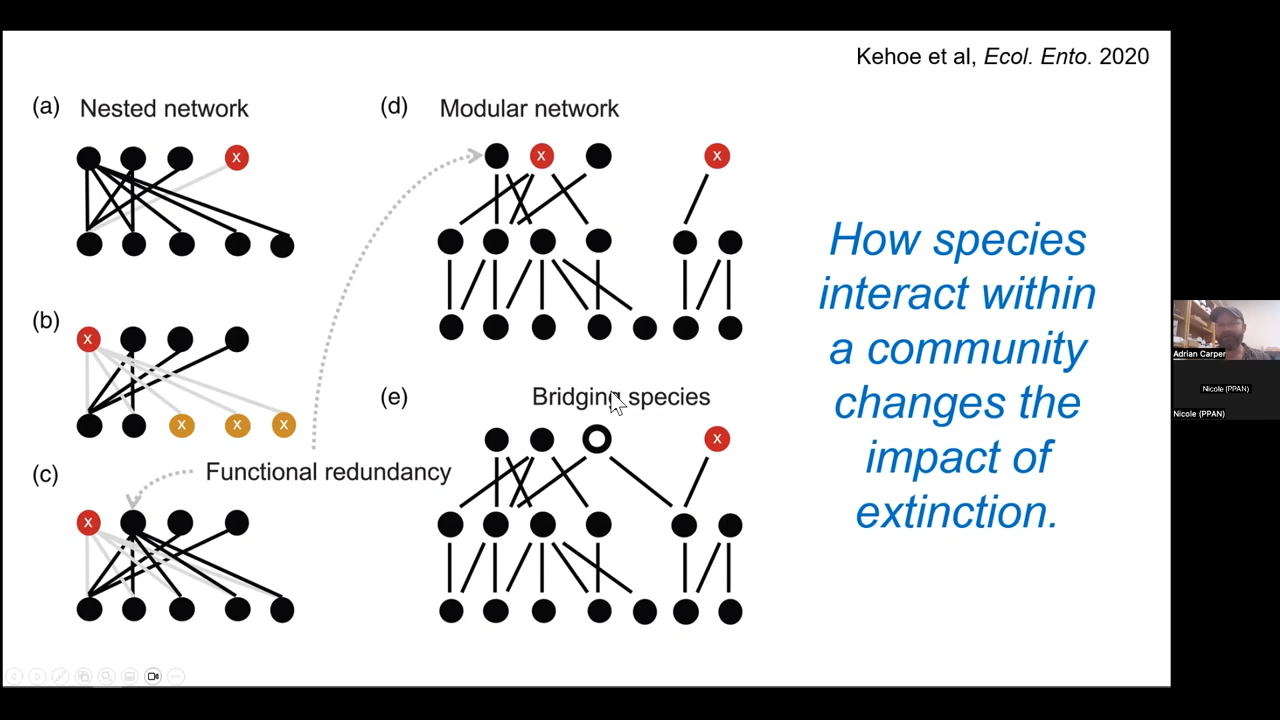 Kehoe et al, Ecol. Ento. 2020
(a) Nested network
x
(b)
x
x x x
(c)
x
Functional redundancy
(d) Modular network
x x
(e) Bridging species
x
How species
interact within
a community
changes the
impact of
extinction.
Adrian Carper
Nicole (PPAN)
Nicole (PPAN)